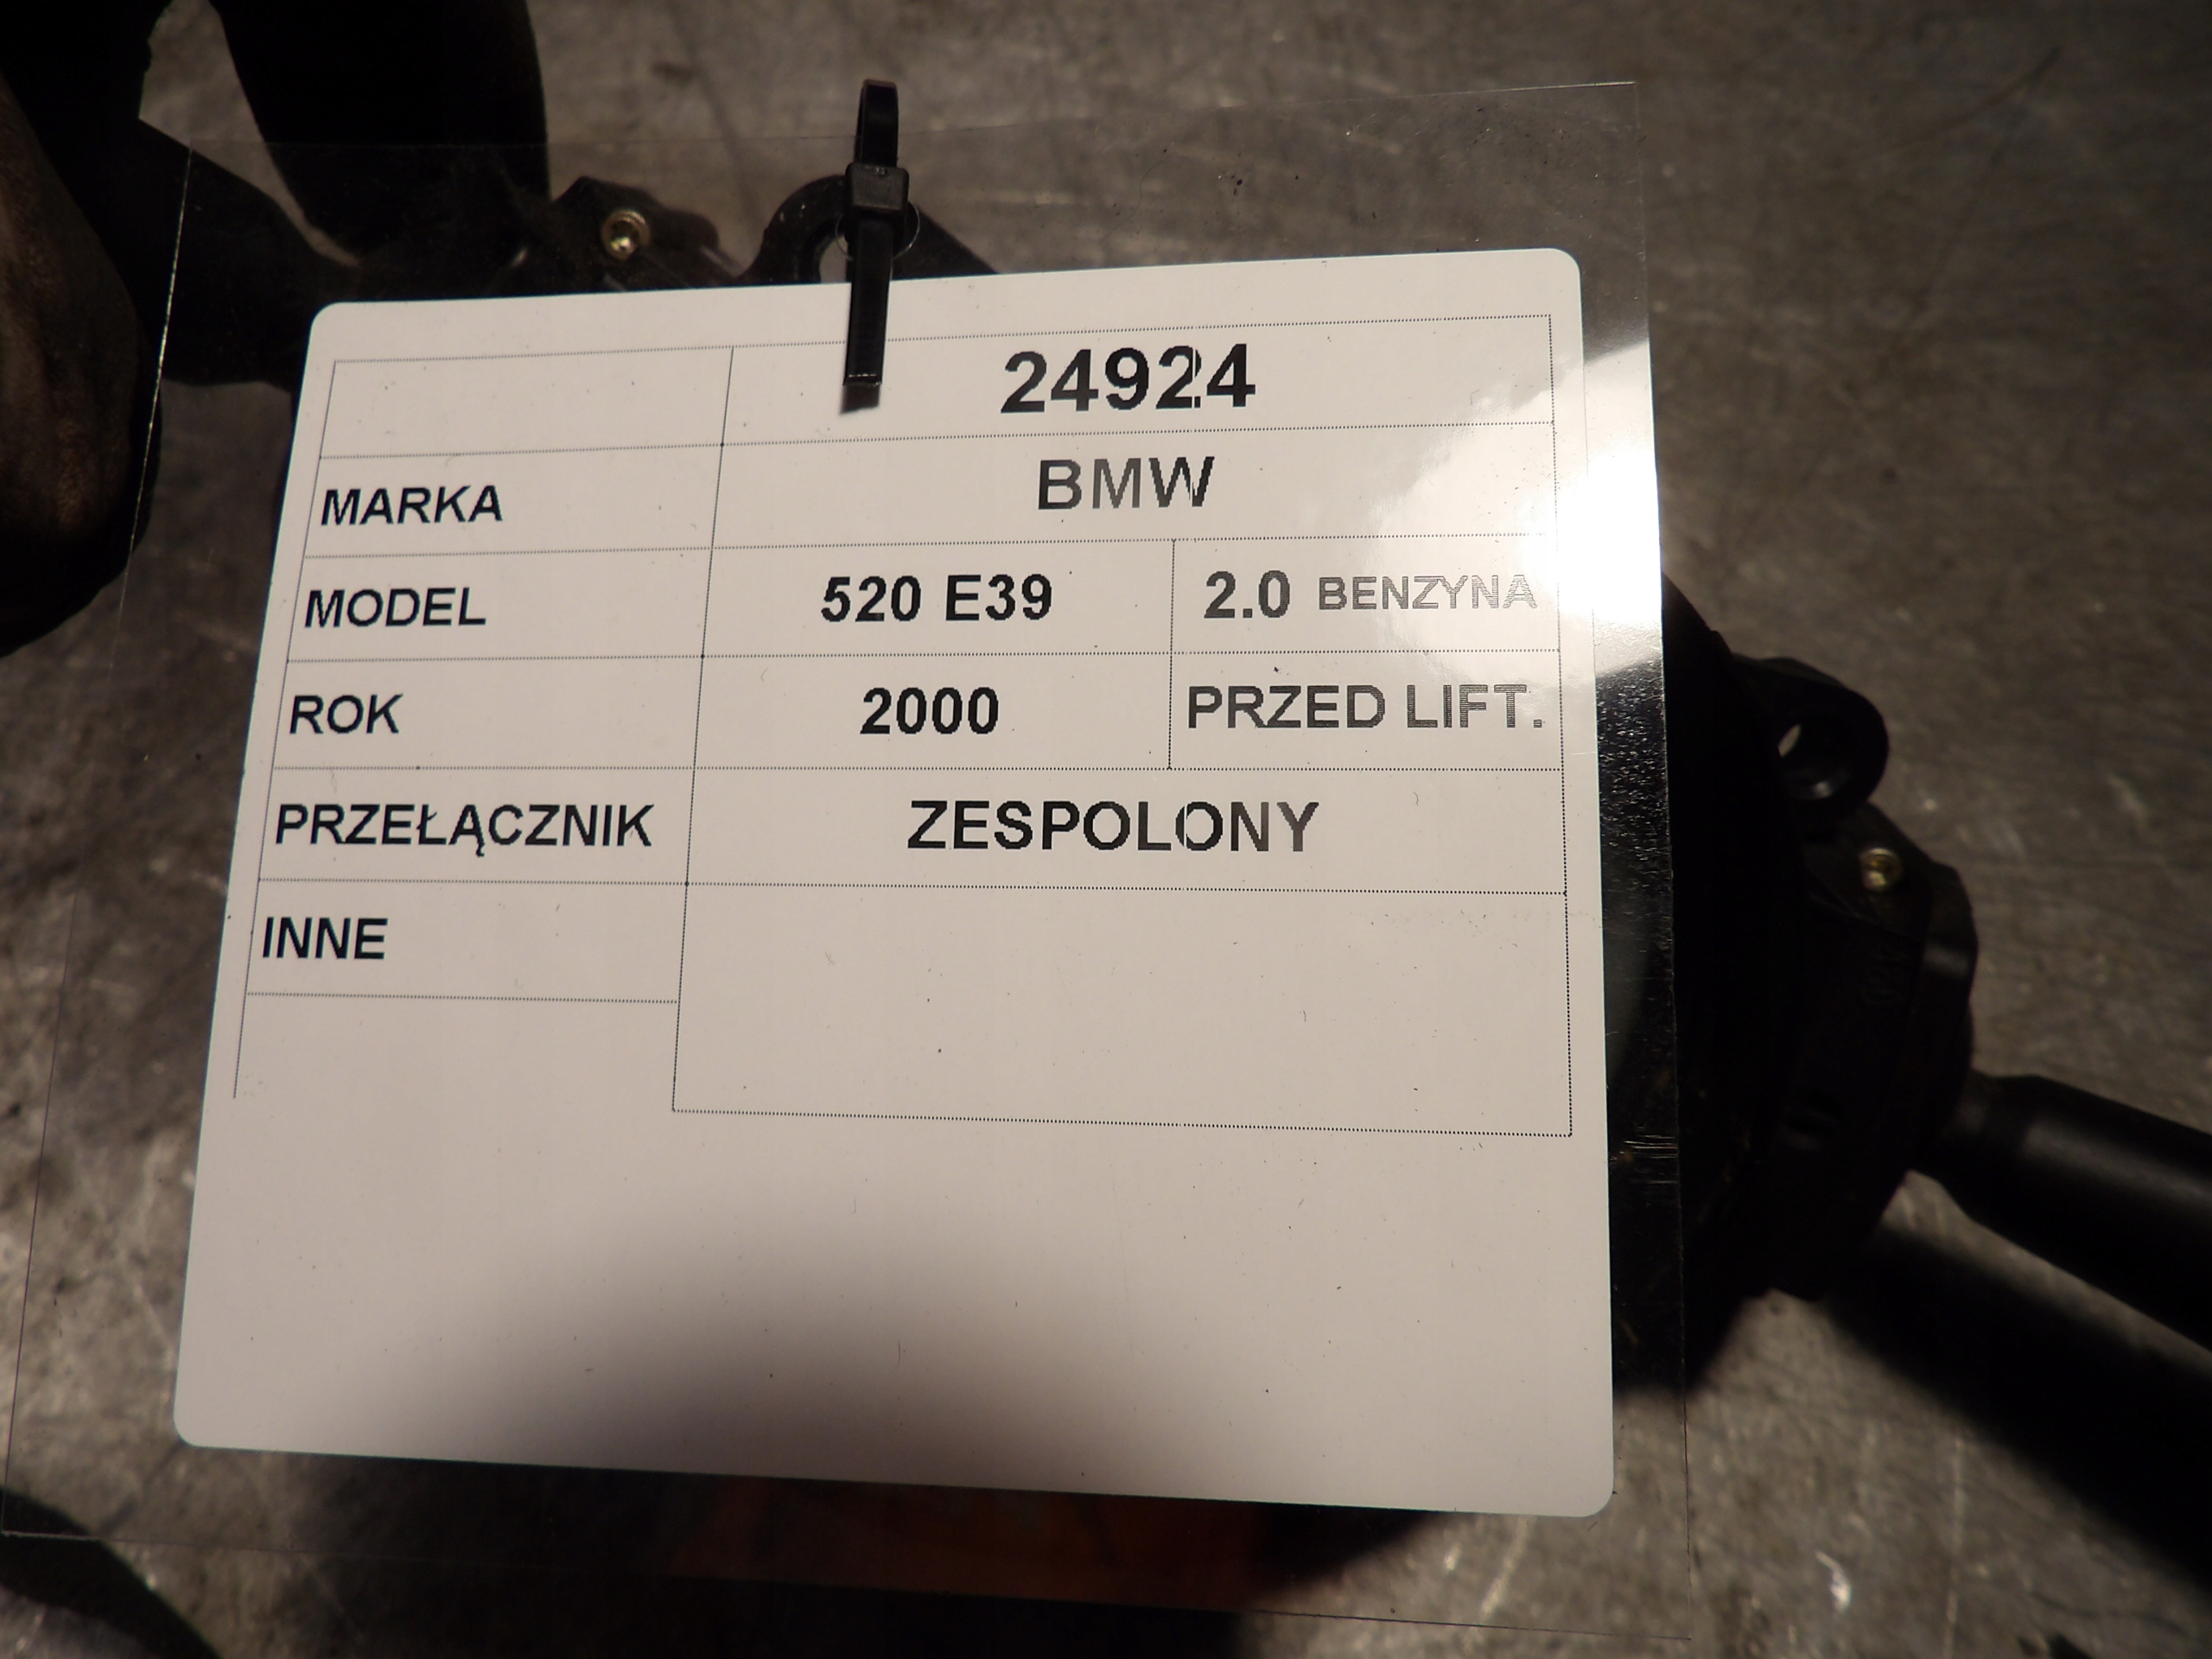 24924
MARKA BMW
MODEL 520 E39 2.0 BENZYNA
ROK 2000 PRZED LIFT.
PRZEŁĄCZNIK ZESPOLONY
INNE